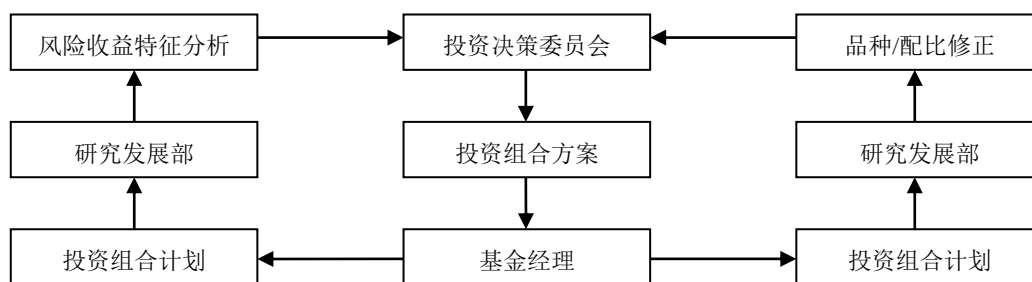 风险收益特征分析
投资决策委员会
品种/配比修正
研究发展部
投资组合方案
研究发展部
投资组合计划
基金经理
投资组合计划